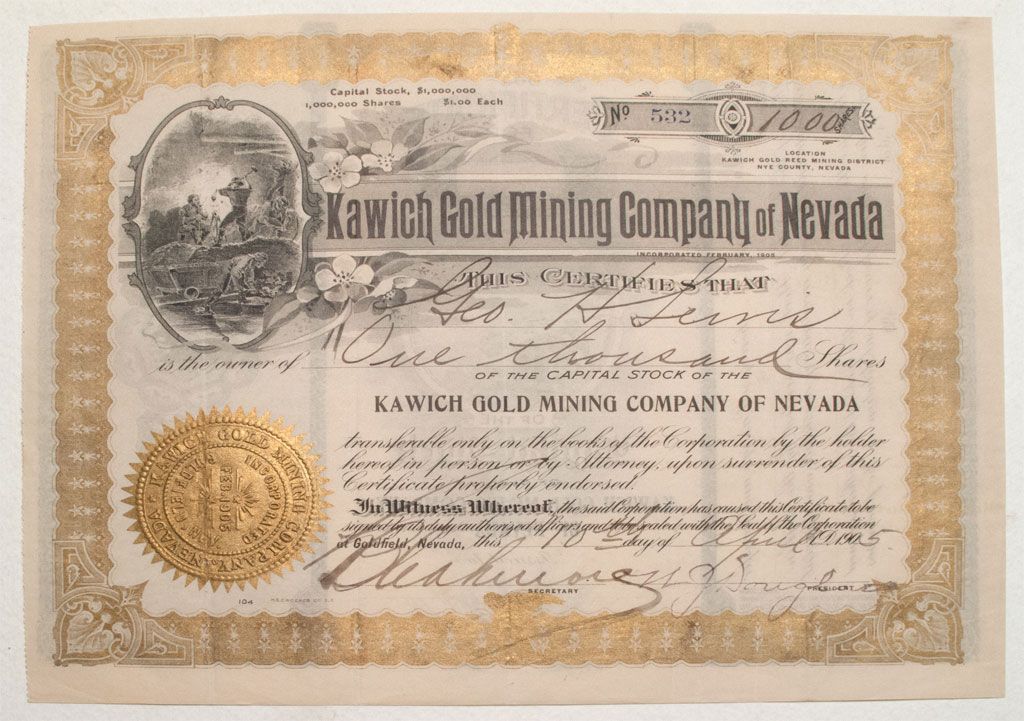 Capital Stock, $1,000,000
1,000,000 Shares $1.00 Each
No 532 1000 SHARES
LOCATION
KAWICH GOLD REED MINING DISTRICT
NYE COUNTY, NEVADA
Kawich Gold Mining Company of Nevada
INCORPORATED FEBRUARY, 1905
THIS CERTIFIES THAT
Geo. H Lewis
is the owner of One thousand Shares
OF THE CAPITAL STOCK OF THE
KAWICH GOLD MINING COMPANY OF NEVADA
transferable only on the books of the Corporation by the holder
hereof in person or by Attorney, upon surrender of this
Certificate properly endorsed.
In Witness Whereof, the said Corporation has caused this Certificate to be
signed by its duly authorized officers and to be sealed with the Seal of the Corporation
at Goldfield, Nevada, this 10 day of April 1905.
SECRETARY
PRESIDENT
KAWICH GOLD MINING COMPANY NEVADA
INCORPORATED
FEB. 1905
104